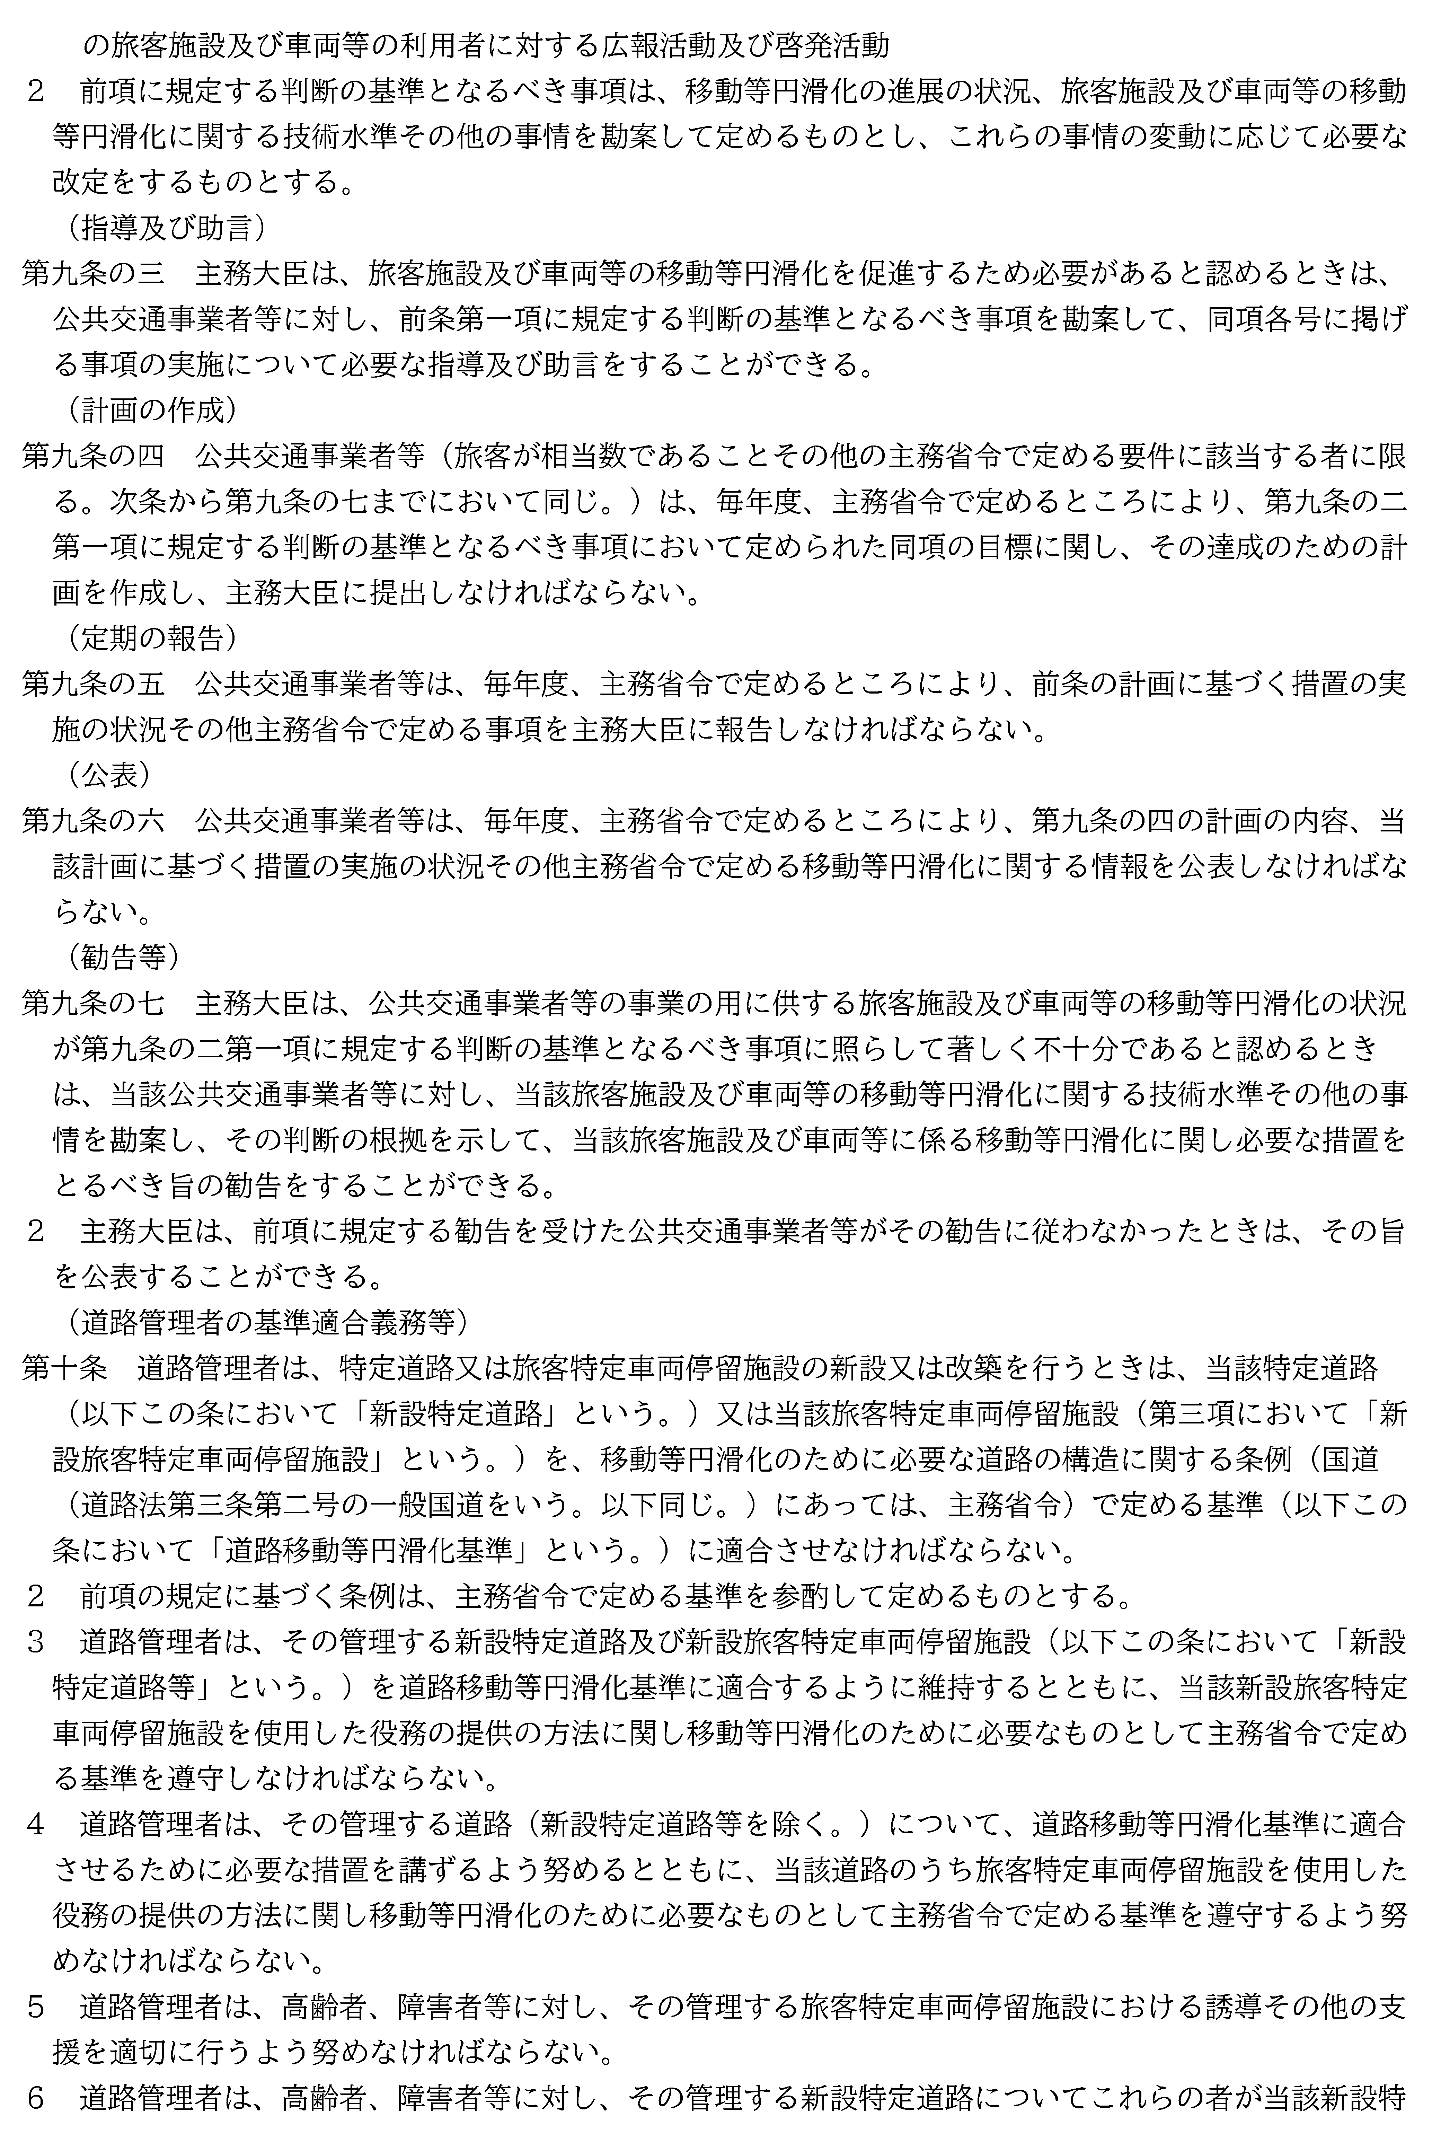 の旅客施設及び車両等の利用者に対する広報活動及び啓発活動
２　前項に規定する判断の基準となるべき事項は、移動等円滑化の進展の状況、旅客施設及び車両等の移動
等円滑化に関する技術水準その他の事情を勘案して定めるものとし、これらの事情の変動に応じて必要な
改定をするものとする。
（指導及び助言）
第九条の三　主務大臣は、旅客施設及び車両等の移動等円滑化を促進するため必要があると認めるときは、
公共交通事業者等に対し、前条第一項に規定する判断の基準となるべき事項を勘案して、同項各号に掲げ
る事項の実施について必要な指導及び助言をすることができる。
（計画の作成）
第九条の四　公共交通事業者等（旅客が相当数であることその他の主務省令で定める要件に該当する者に限
る。次条から第九条の七までにおいて同じ。）は、毎年度、主務省令で定めるところにより、第九条の二
第一項に規定する判断の基準となるべき事項において定められた同項の目標に関し、その達成のための計
画を作成し、主務大臣に提出しなければならない。
（定期の報告）
第九条の五　公共交通事業者等は、毎年度、主務省令で定めるところにより、前条の計画に基づく措置の実
施の状況その他主務省令で定める事項を主務大臣に報告しなければならない。
（公表）
第九条の六　公共交通事業者等は、毎年度、主務省令で定めるところにより、第九条の四の計画の内容、当
該計画に基づく措置の実施の状況その他主務省令で定める移動等円滑化に関する情報を公表しなければな
らない。
（勧告等）
第九条の七　主務大臣は、公共交通事業者等の事業の用に供する旅客施設及び車両等の移動等円滑化の状況
が第九条の二第一項に規定する判断の基準となるべき事項に照らして著しく不十分であると認めるとき
は、当該公共交通事業者等に対し、当該旅客施設及び車両等の移動等円滑化に関する技術水準その他の事
情を勘案し、その判断の根拠を示して、当該旅客施設及び車両等に係る移動等円滑化に関し必要な措置を
とるべき旨の勧告をすることができる。
２　主務大臣は、前項に規定する勧告を受けた公共交通事業者等がその勧告に従わなかったときは、その旨
を公表することができる。
（道路管理者の基準適合義務等）
第十条　道路管理者は、特定道路又は旅客特定車両停留施設の新設又は改築を行うときは、当該特定道路
（以下この条において「新設特定道路」という。）又は当該旅客特定車両停留施設（第三項において「新
設旅客特定車両停留施設」という。）を、移動等円滑化のために必要な道路の構造に関する条例（国道
（道路法第三条第二号の一般国道をいう。以下同じ。）にあっては、主務省令）で定める基準（以下この
条において「道路移動等円滑化基準」という。）に適合させなければならない。
２　前項の規定に基づく条例は、主務省令で定める基準を参酌して定めるものとする。
３　道路管理者は、その管理する新設特定道路及び新設旅客特定車両停留施設（以下この条において「新設
特定道路等」という。）を道路移動等円滑化基準に適合するように維持するとともに、当該新設旅客特定
車両停留施設を使用した役務の提供の方法に関し移動等円滑化のために必要なものとして主務省令で定め
る基準を遵守しなければならない。
４　道路管理者は、その管理する道路（新設特定道路等を除く。）について、道路移動等円滑化基準に適合
させるために必要な措置を講ずるよう努めるとともに、当該道路のうち旅客特定車両停留施設を使用した
役務の提供の方法に関し移動等円滑化のために必要なものとして主務省令で定める基準を遵守するよう努
めなければならない。
５　道路管理者は、高齢者、障害者等に対し、その管理する旅客特定車両停留施設における誘導その他の支
援を適切に行うよう努めなければならない。
６　道路管理者は、高齢者、障害者等に対し、その管理する新設特定道路についてこれらの者が当該新設特